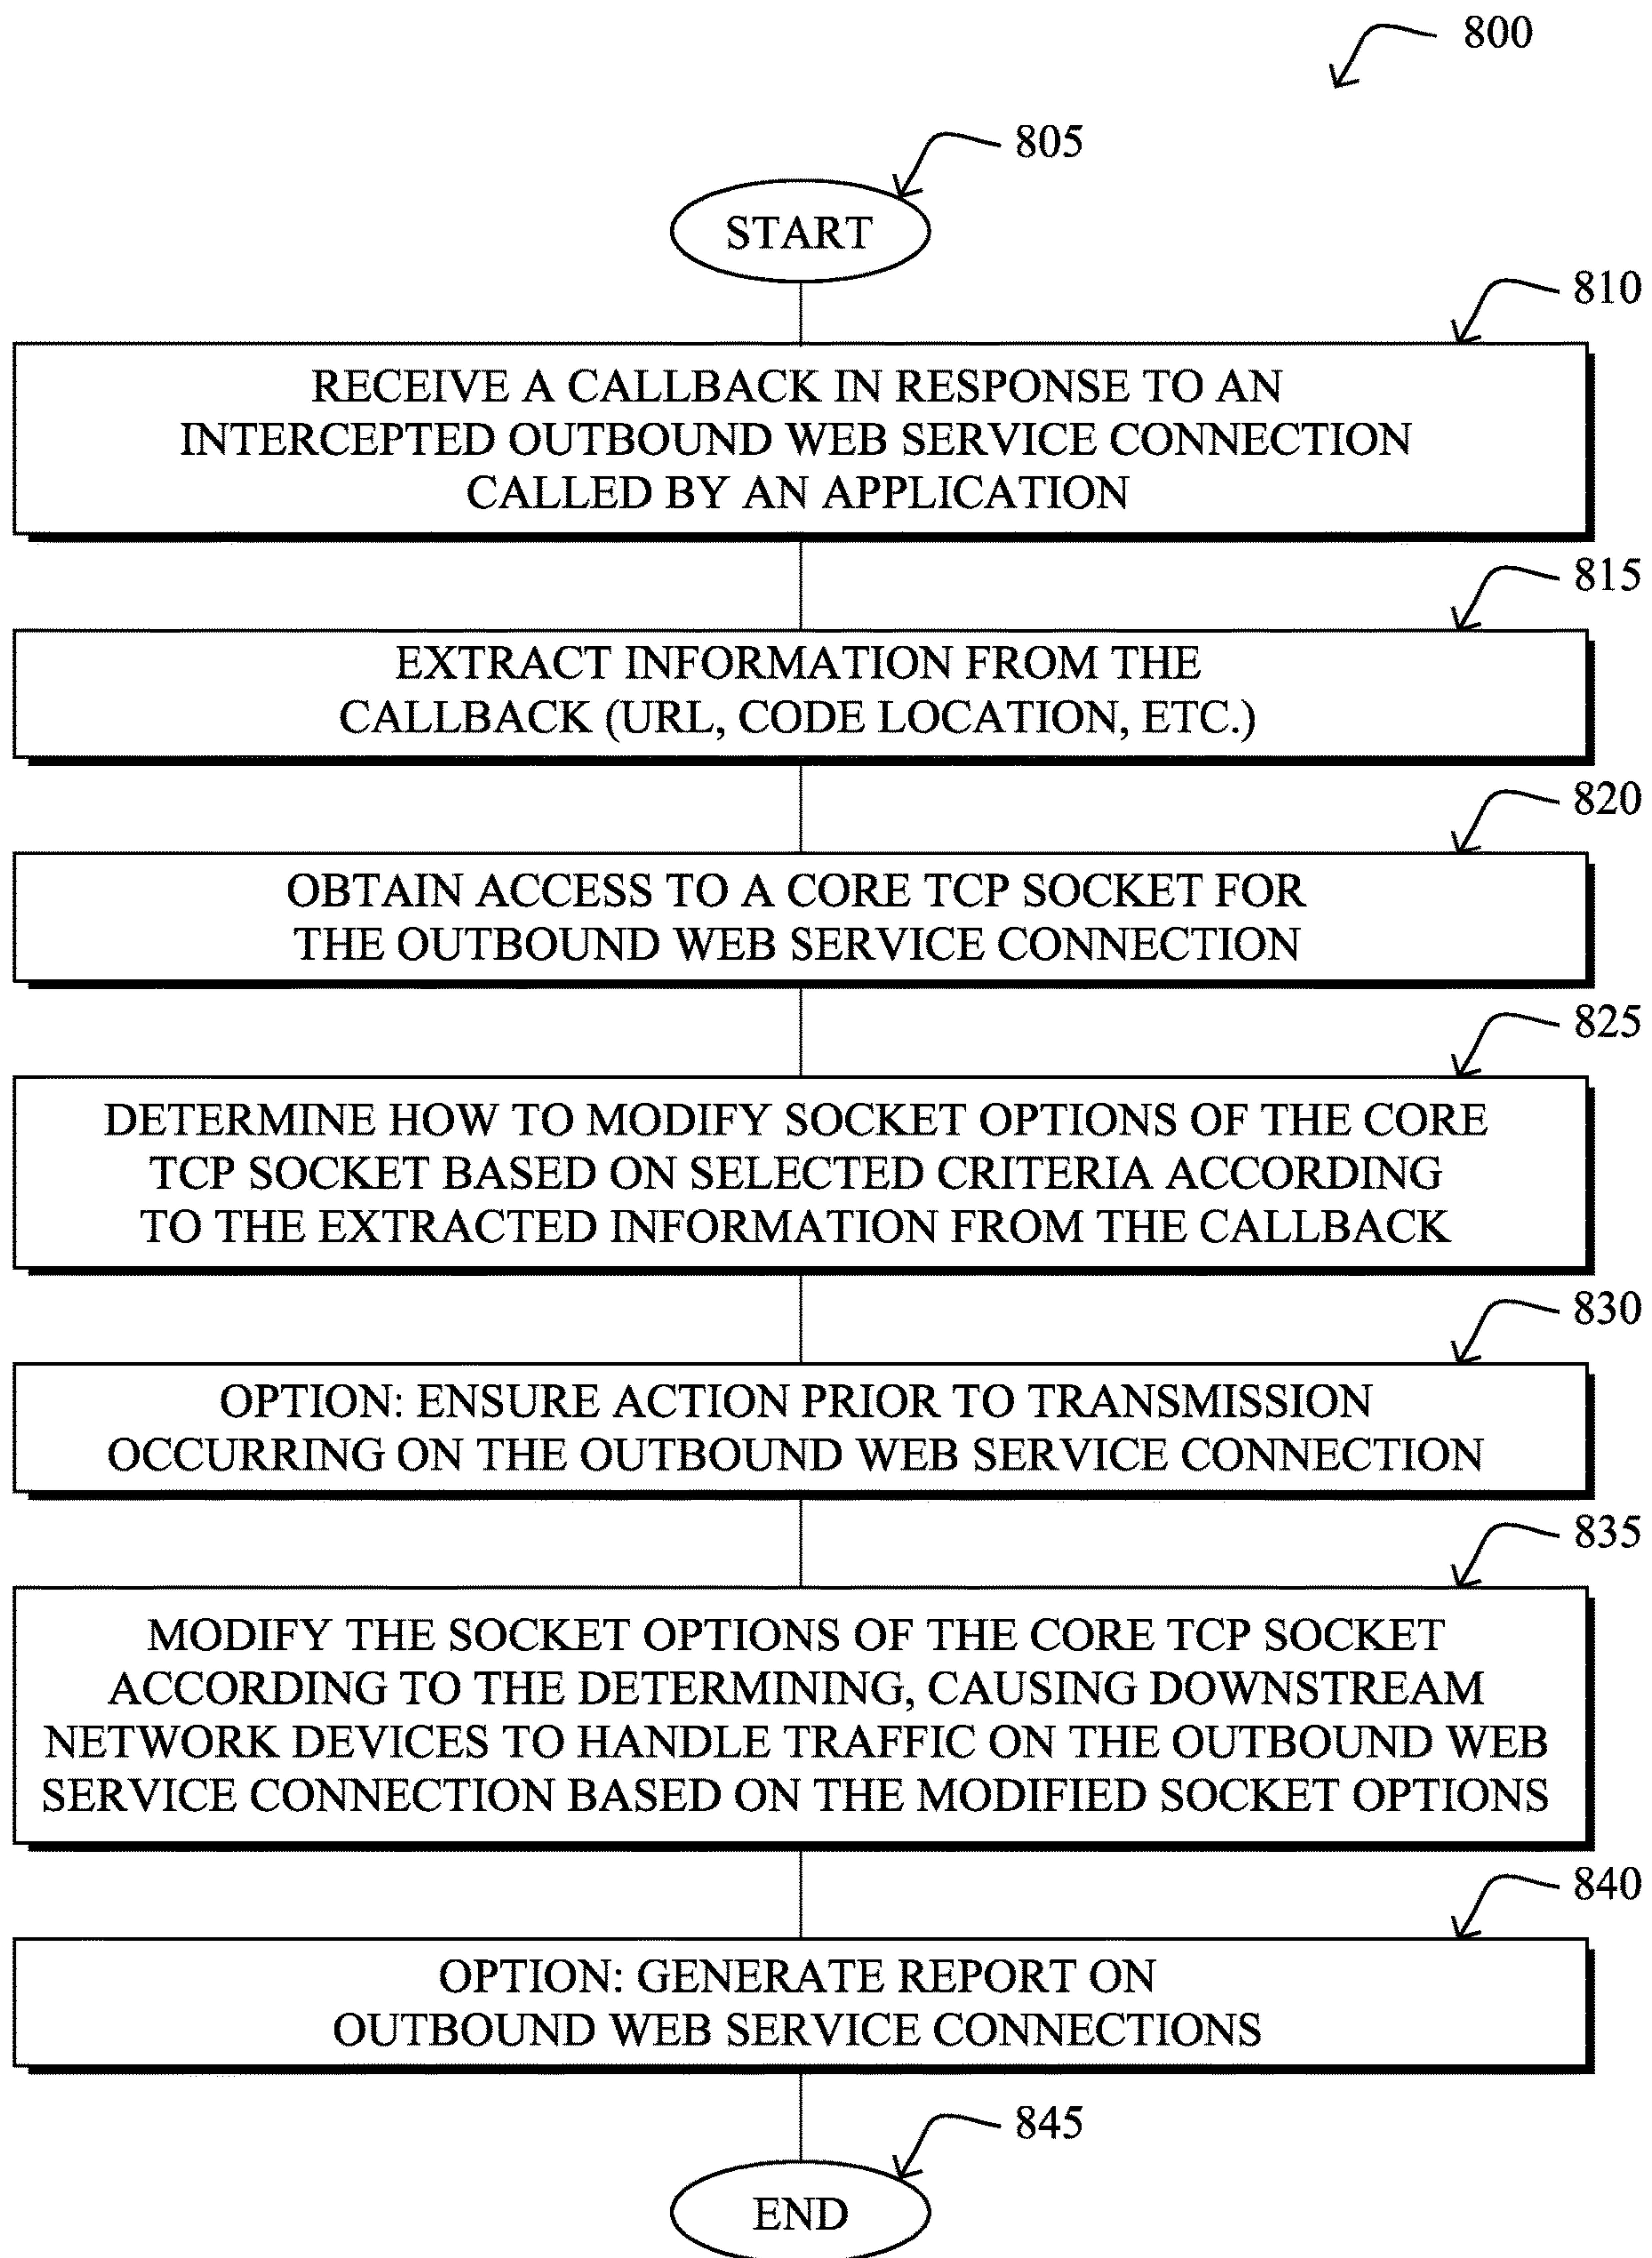 800
805
START
810
RECEIVE A CALLBACK IN RESPONSE TO AN
INTERCEPTED OUTBOUND WEB SERVICE CONNECTION
CALLED BY AN APPLICATION
815
EXTRACT INFORMATION FROM THE
CALLBACK (URL, CODE LOCATION, ETC.)
820
OBTAIN ACCESS TO A CORE TCP SOCKET FOR
THE OUTBOUND WEB SERVICE CONNECTION
825
DETERMINE HOW TO MODIFY SOCKET OPTIONS OF THE CORE
TCP SOCKET BASED ON SELECTED CRITERIA ACCORDING
TO THE EXTRACTED INFORMATION FROM THE CALLBACK
830
OPTION: ENSURE ACTION PRIOR TO TRANSMISSION
OCCURRING ON THE OUTBOUND WEB SERVICE CONNECTION
835
MODIFY THE SOCKET OPTIONS OF THE CORE TCP SOCKET
ACCORDING TO THE DETERMINING, CAUSING DOWNSTREAM
NETWORK DEVICES TO HANDLE TRAFFIC ON THE OUTBOUND WEB
SERVICE CONNECTION BASED ON THE MODIFIED SOCKET OPTIONS
840
OPTION: GENERATE REPORT ON
OUTBOUND WEB SERVICE CONNECTIONS
845
END